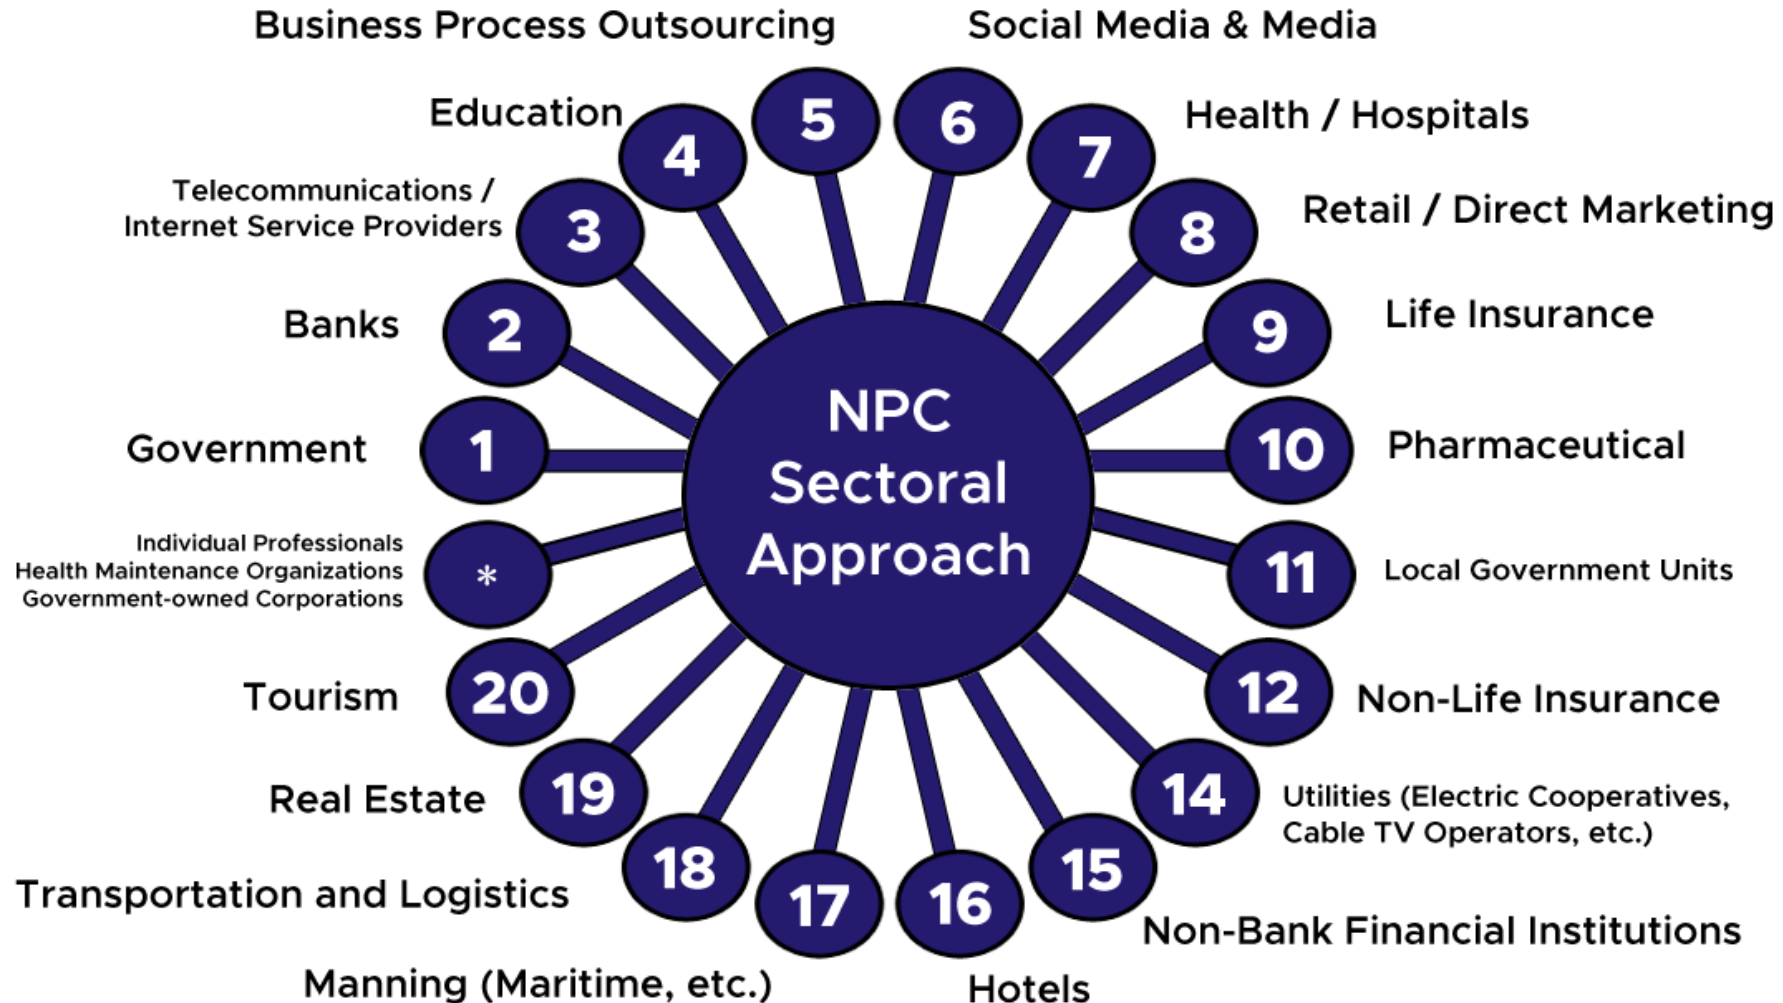 NPC
Sectoral
Approach
1
Government
2
Banks
3
Telecommunications /
Internet Service Providers
4
Education
5
Business Process Outsourcing
6
Social Media & Media
7
Health / Hospitals
8
Retail / Direct Marketing
9
Life Insurance
10
Pharmaceutical
11
Local Government Units
12
Non-Life Insurance
14
Utilities (Electric Cooperatives,
Cable TV Operators, etc.)
15
Non-Bank Financial Institutions
16
Hotels
17
Manning (Maritime, etc.)
18
Transportation and Logistics
19
Real Estate
20
Tourism
*
Individual Professionals
Health Maintenance Organizations
Government-owned Corporations